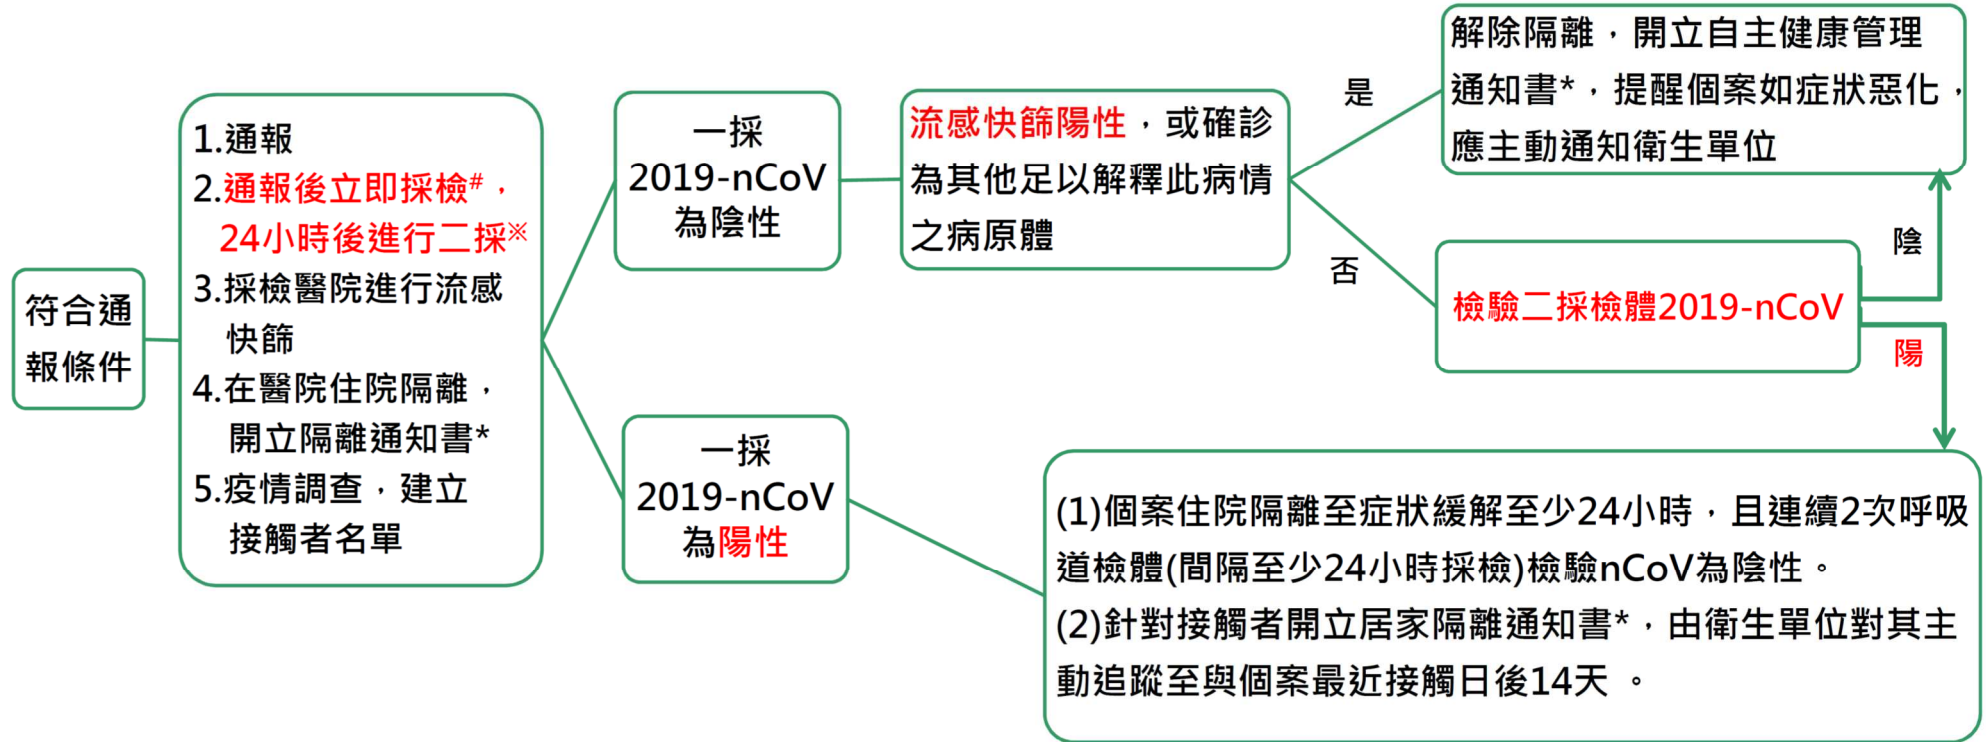 符合通
報條件
1.通報
2.通報後立即採檢#，
24小時後進行二採※
3.採檢醫院進行流感
快篩
4.在醫院住院隔離，
開立隔離通知書*
5.疫情調查，建立
接觸者名單
一採
2019-nCoV
為陰性
流感快篩陽性，或確診
為其他足以解釋此病情
之病原體
是
解除隔離，開立自主健康管理
通知書*，提醒個案如症狀惡化，
應主動通知衛生單位
否
檢驗二採檢體2019-nCoV
陰
陽
一採
2019-nCoV
為陽性
(1)個案住院隔離至症狀緩解至少24小時，且連續2次呼吸
道檢體(間隔至少24小時採檢)檢驗nCoV為陰性。
(2)針對接觸者開立居家隔離通知書*，由衛生單位對其主
動追蹤至與個案最近接觸日後14天 。